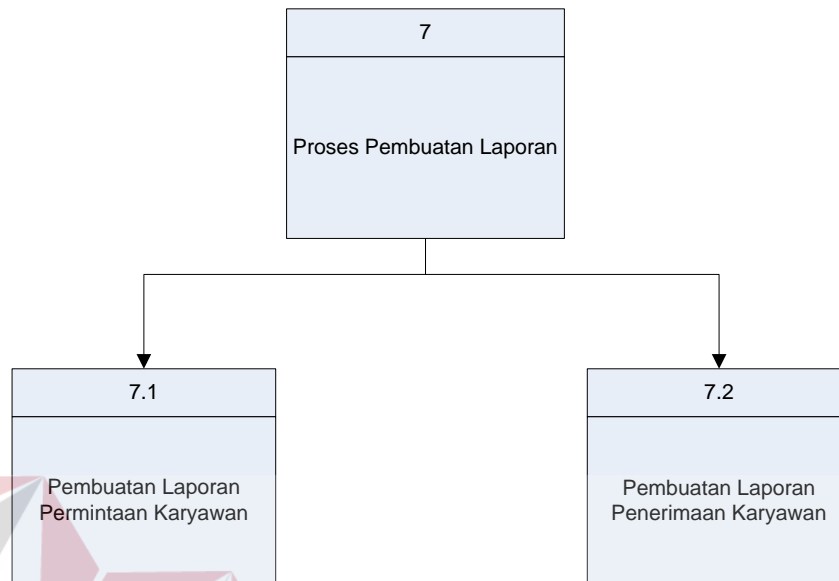 7
Proses Pembuatan Laporan
7.1
Pembuatan Laporan
Permintaan Karyawan
7.2
Pembuatan Laporan
Penerimaan Karyawan